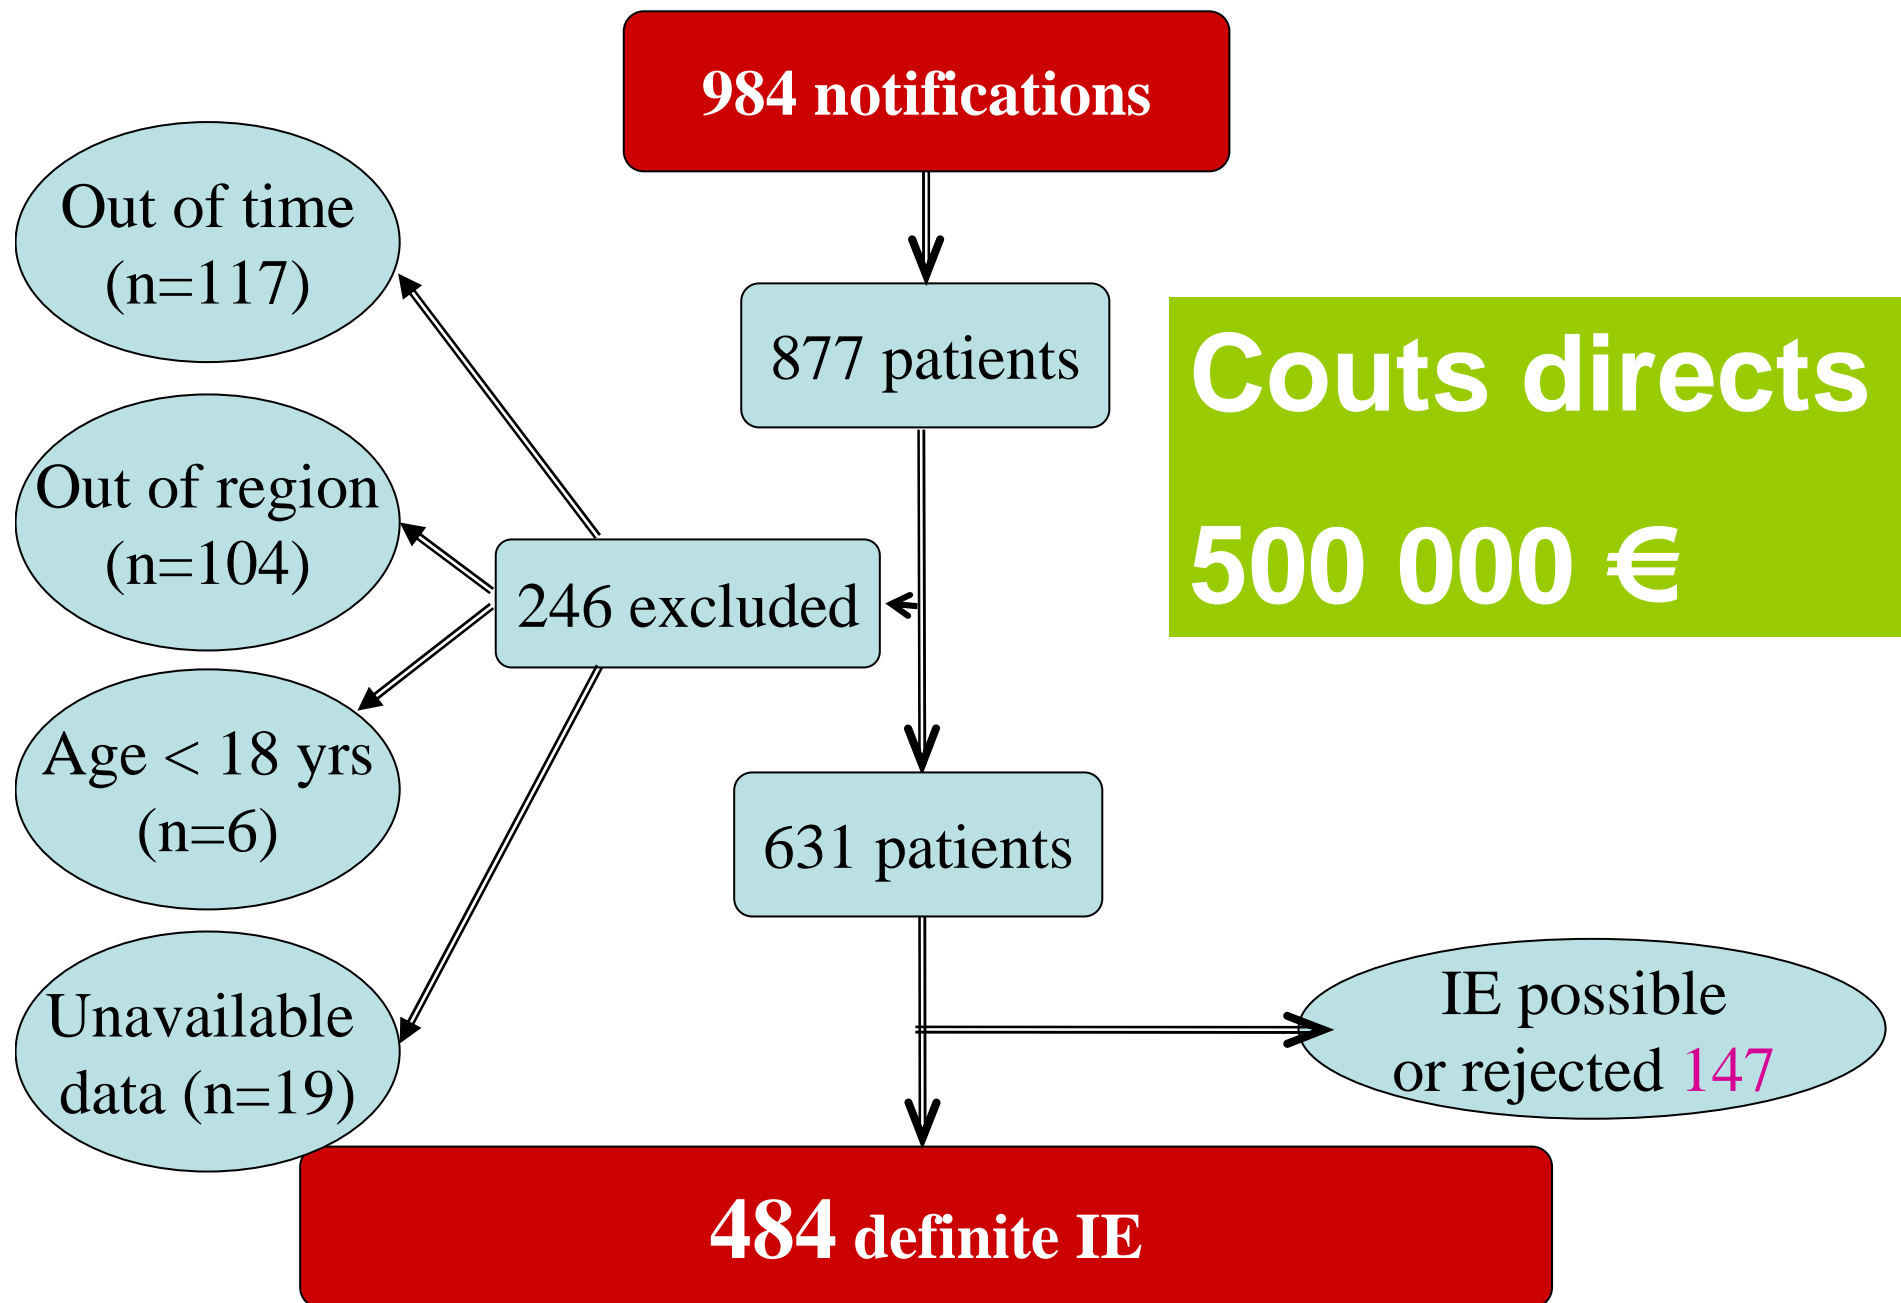 984 notifications
Out of time
(n=117)
877 patients
Couts directs
500 000 €
Out of region
(n=104)
246 excluded
Age < 18 yrs
(n=6)
631 patients
Unavailable
data (n=19)
IE possible
or rejected 147
484 definite IE